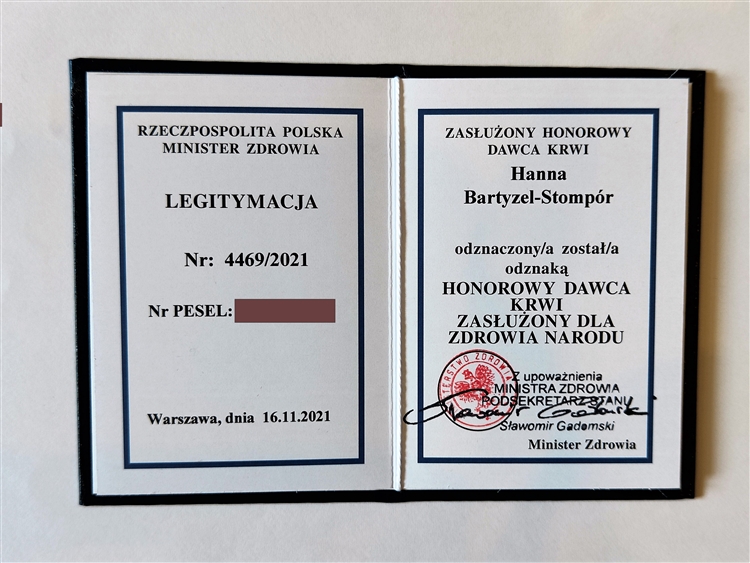 RZECZPOSPOLITA POLSKA
MINISTER ZDROWIA
LEGITYMACJA
Nr: 4469/2021
Nr PESEL:
Warszawa, dnia 16.11.2021
ZASŁUŻONY HONOROWY
DAWCA KRWI
Hanna
Bartyzel-Stompór
odznaczony/a został/a
odznaką
HONOROWY DAWCA
KRWI
ZASŁUŻONY DLA
ZDROWIA NARODU
Z upoważnienia
MINISTRA ZDROWIA
PODSEKRETARZ STANU
Sławomir Gadomski
Minister Zdrowia